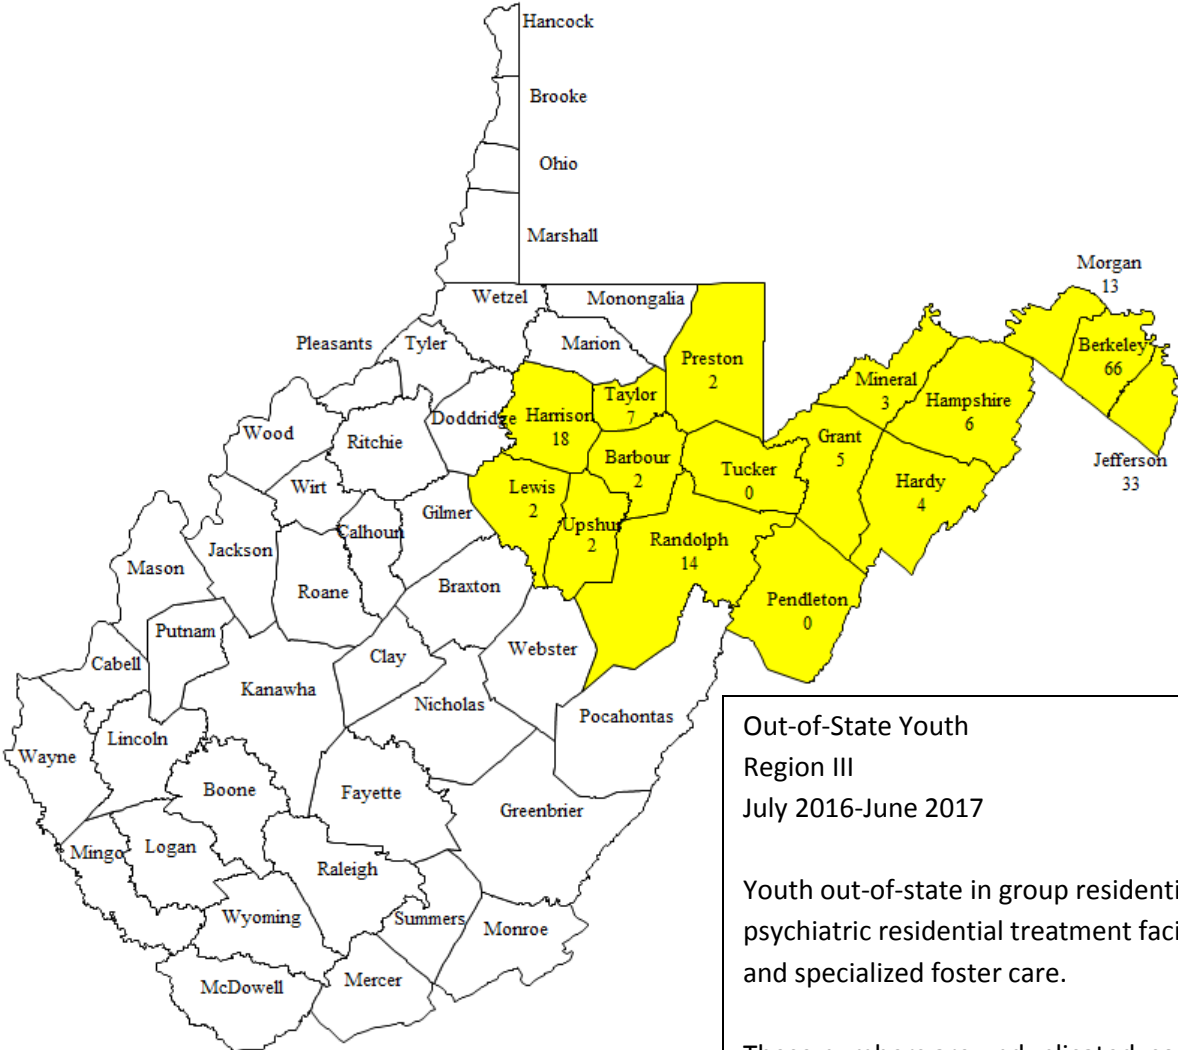 Hancock
Brooke
Ohio
Marshall
Wetzel
Monongalia
Morgan
13
Pleasants
Tyler
Marion
Preston
2
Berkeley
66
Mineral
3
Hampshire
6
Taylor
7
Doddridge
Harrison
18
Wood
Ritchie
Grant
5
Barbour
2
Tucker
0
Jefferson
33
Hardy
4
Wirt
Lewis
2
Gilmer
Upshur
2
Calhoun
Randolph
14
Jackson
Mason
Roane
Braxton
Pendleton
0
Putnam
Cabell
Clay
Webster
Kanawha
Nicholas
Pocahontas
Wayne
Lincoln
Boone
Fayette
Greenbrier
Mingo
Logan
Raleigh
Wyoming
Summers
Monroe
McDowell
Mercer
Out-of-State Youth
Region III
July 2016-June 2017
Youth out-of-state in group residenti
psychiatric residential treatment faci
and specialized foster care.